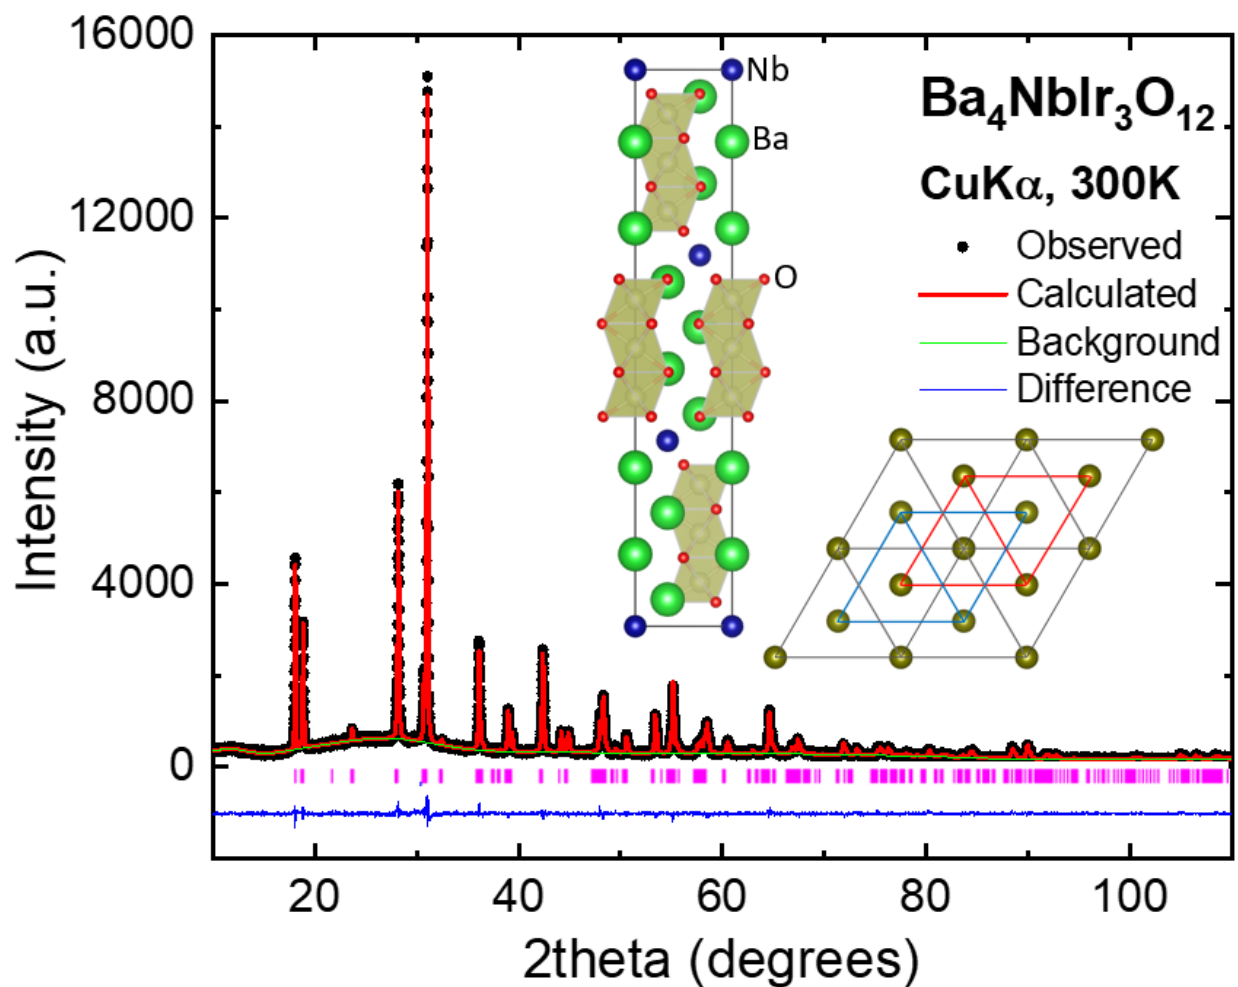 16000
12000
8000
4000
0
Intensity (a.u.)
Nb
Ba
O
Ba₄NbIr₃O₁₂
CuKα, 300K
Observed
Calculated
Background
Difference
20 40 60 80 100
2theta (degrees)